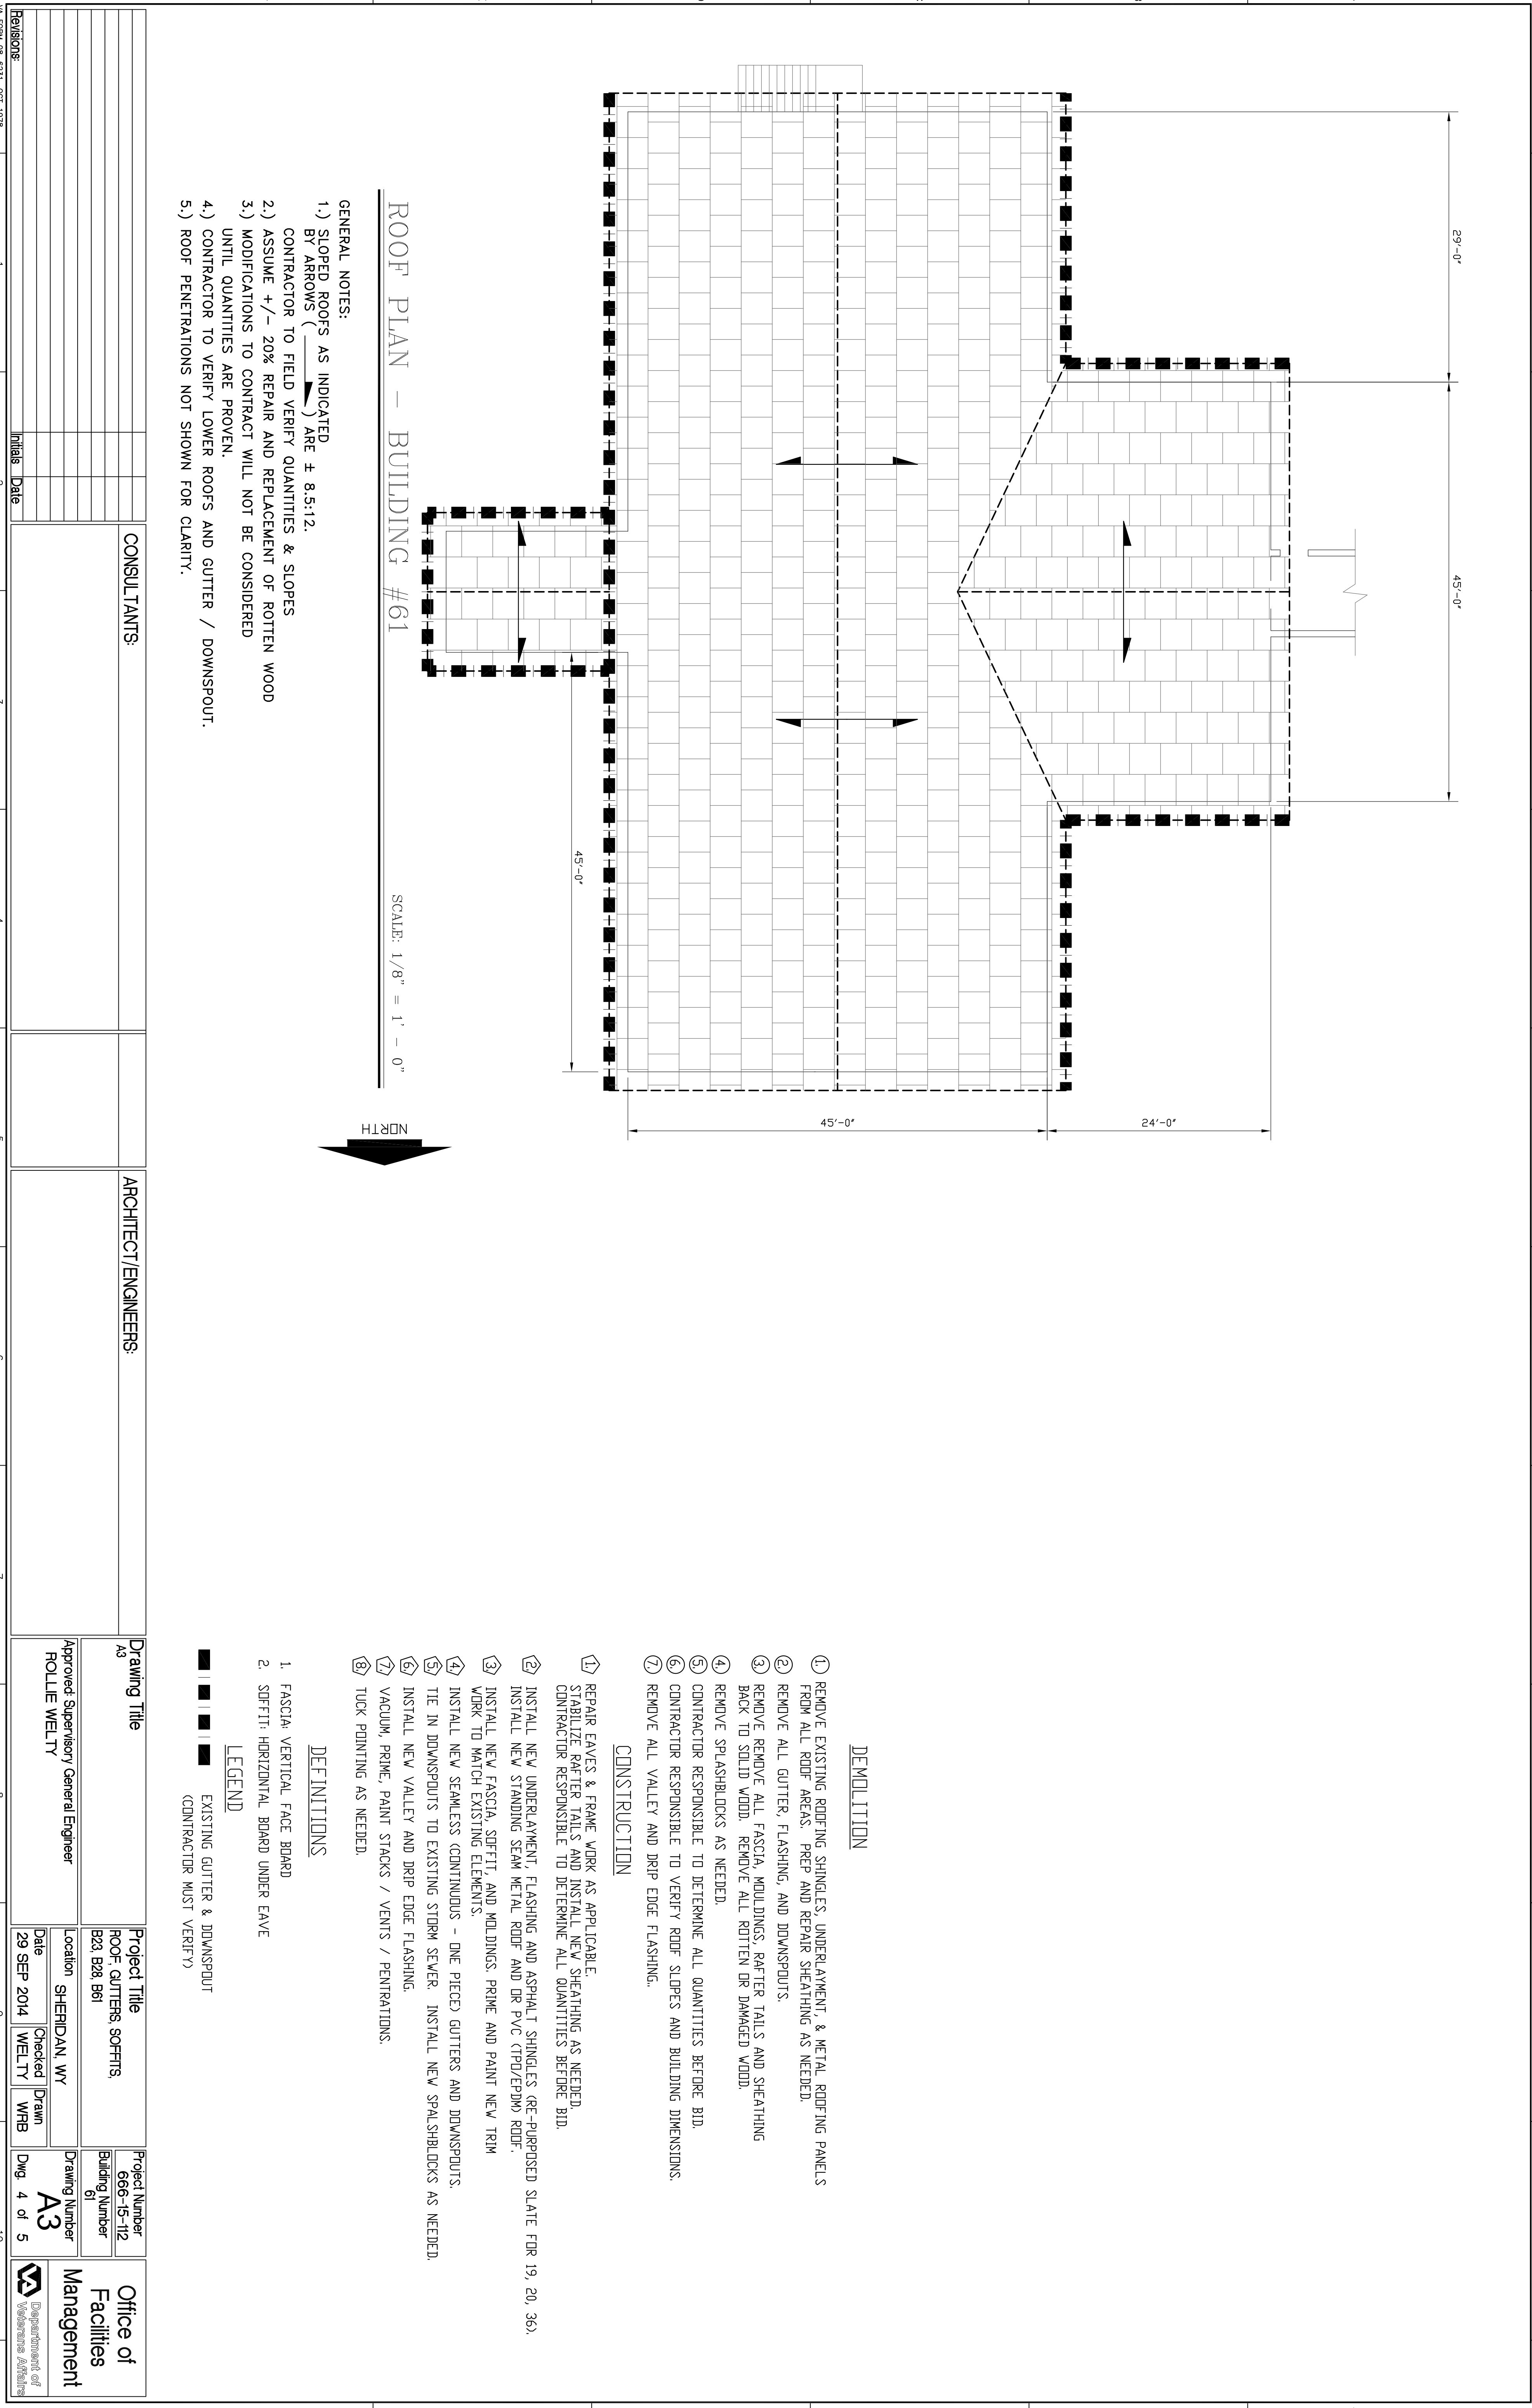 29'-0"
45'-0"
45'-0"
24'-0"
45'-0"
NORTH
ROOF PLAN - BUILDING #61
SCALE: 1/8" = 1' - 0"
GENERAL NOTES:
1.) SLOPED ROOFS AS INDICATED
BY ARROWS ( ) ARE ± 8.5:12.
CONTRACTOR TO FIELD VERIFY QUANTITIES & SLOPES
2.) ASSUME +/- 20% REPAIR AND REPLACEMENT OF ROTTEN WOOD
3.) MODIFICATIONS TO CONTRACT WILL NOT BE CONSIDERED
UNTIL QUANTITIES ARE PROVEN.
4.) CONTRACTOR TO VERIFY LOWER ROOFS AND GUTTER / DOWNSPOUT.
5.) ROOF PENETRATIONS NOT SHOWN FOR CLARITY.
DEMOLITION
1. REMOVE EXISTING ROOFING SHINGLES, UNDERLAYMENT, & METAL ROOFING PANELS
FROM ALL ROOF AREAS. PREP AND REPAIR SHEATHING AS NEEDED.
2. REMOVE ALL GUTTER, FLASHING, AND DOWNSPOUTS.
3. REMOVE REMOVE ALL FASCIA, MOULDINGS, RAFTER TAILS AND SHEATHING
BACK TO SOLID WOOD. REMOVE ALL ROTTEN OR DAMAGED WOOD.
4. REMOVE SPLASHBLOCKS AS NEEDED.
5. CONTRACTOR RESPONSIBLE TO DETERMINE ALL QUANTITIES BEFORE BID.
6. CONTRACTOR RESPONSIBLE TO VERIFY ROOF SLOPES AND BUILDING DIMENSIONS.
7. REMOVE ALL VALLEY AND DRIP EDGE FLASHING..
CONSTRUCTION
1. REPAIR EAVES & FRAME WORK AS APPLICABLE.
STABILIZE RAFTER TAILS AND INSTALL NEW SHEATHING AS NEEDED.
CONTRACTOR RESPONSIBLE TO DETERMINE ALL QUANTITIES BEFORE BID.
2. INSTALL NEW UNDERLAYMENT, FLASHING AND ASPHALT SHINGLES (RE-PURPOSED SLATE FOR 19, 20, 36).
INSTALL NEW STANDING SEAM METAL ROOF AND OR PVC (TPO/EPDM) ROOF.
3. INSTALL NEW FASCIA, SOFFIT, AND MOLDINGS. PRIME AND PAINT NEW TRIM
WORK TO MATCH EXISTING ELEMENTS.
4. INSTALL NEW SEAMLESS (CONTINUOUS - ONE PIECE) GUTTERS AND DOWNSPOUTS.
5. TIE IN DOWNSPOUTS TO EXISTING STORM SEWER. INSTALL NEW SPALSHBLOCKS AS NEEDED.
6. INSTALL NEW VALLEY AND DRIP EDGE FLASHING.
7. VACUUM, PRIME, PAINT STACKS / VENTS / PENTRATIONS.
8. TUCK POINTING AS NEEDED.
DEFINITIONS
1. FASCIA: VERTICAL FACE BOARD
2. SOFFIT: HORIZONTAL BOARD UNDER EAVE
LEGEND
EXISTING GUTTER & DOWNSPOUT
(CONTRACTOR MUST VERIFY)
Revisions:
Initials
Date
CONSULTANTS:
ARCHITECT/ENGINEERS:
Drawing Title
A3
Approved: Supervisory General Engineer
ROLLIE WELTY
Project Title
ROOF, GUTTERS, SOFFITS,
B23, B28, B61
Location SHERIDAN, WY
Date
29 SEP 2014
Checked
WELTY
Drawn
WRB
Project Number
666-15-112
Building Number
61
Drawing Number
A3
Dwg. 4 of 5
Office of
Facilities
Management
VA
Department of
Veterans Affairs